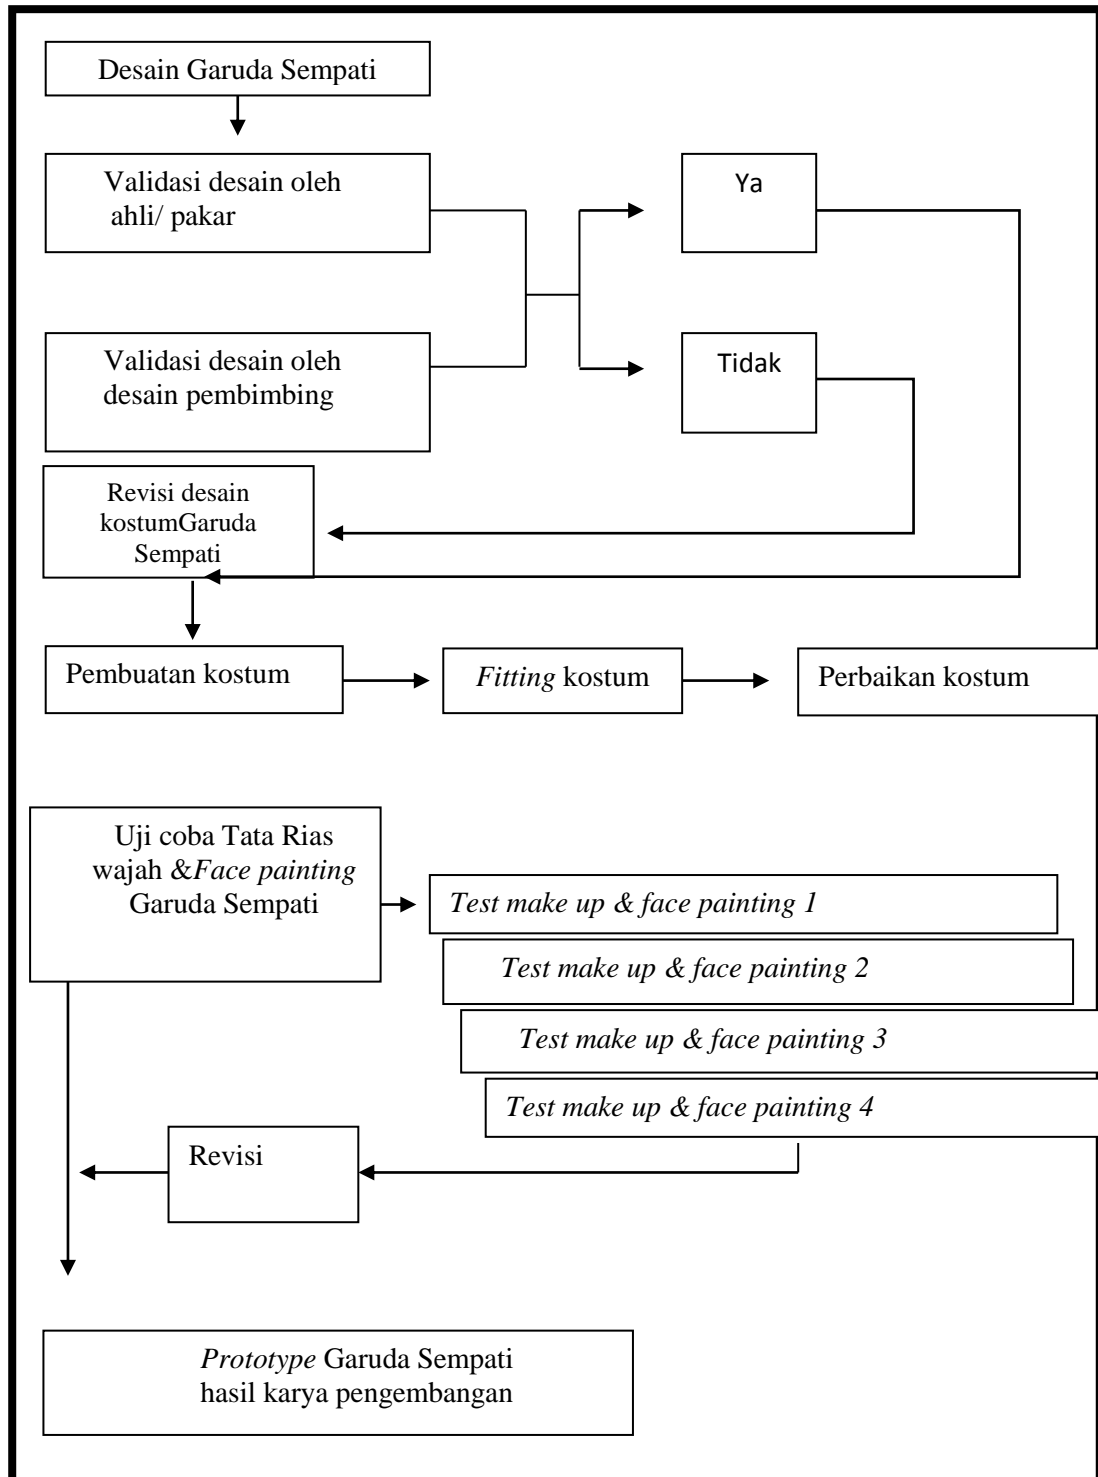 Desain Garuda Sempati
Validasi desain oleh
ahli/ pakar
Ya
Validasi desain oleh
desain pembimbing
Tidak
Revisi desain
kostumGaruda
Sempati
Pembuatan kostum
Fitting kostum
Perbaikan kostum
Uji coba Tata Rias
wajah &Face painting
Garuda Sempati
Test make up & face painting 1
Test make up & face painting 2
Test make up & face painting 3
Test make up & face painting 4
Revisi
Prototype Garuda Sempati
hasil karya pengembangan